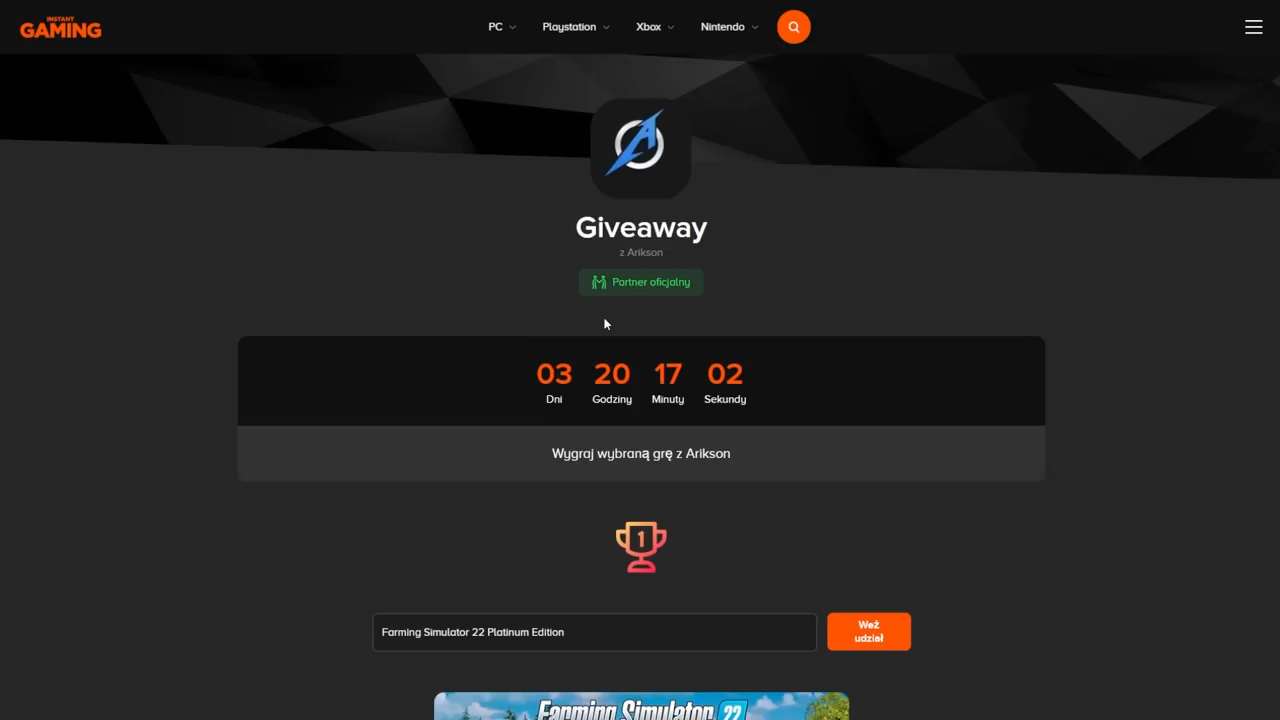 INSTANT
GAMING
PC
Playstation
Xbox
Nintendo
Giveaway
z Arikson
Partner oficjalny
03 20 17 02
Dni Godziny Minuty Sekundy
Wygraj wybraną grę z Arikson
1
Farming Simulator 22 Platinum Edition
Weź
udział
Farming Simulator 22